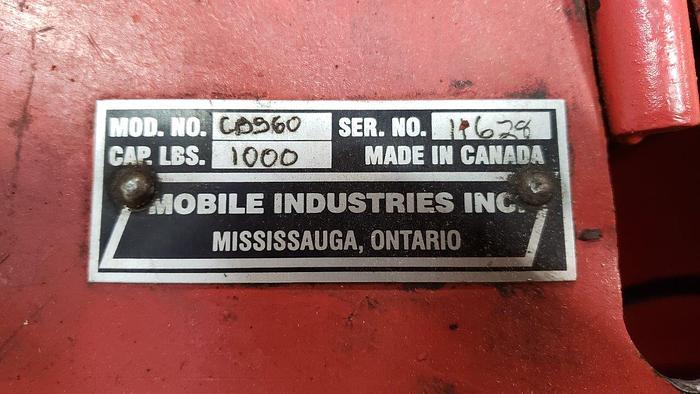 MOD. NO. CB960 SER. NO. 11628
CAP. LBS. 1000 MADE IN CANADA
MOBILE INDUSTRIES INC.
MISSISSAUGA, ONTARIO